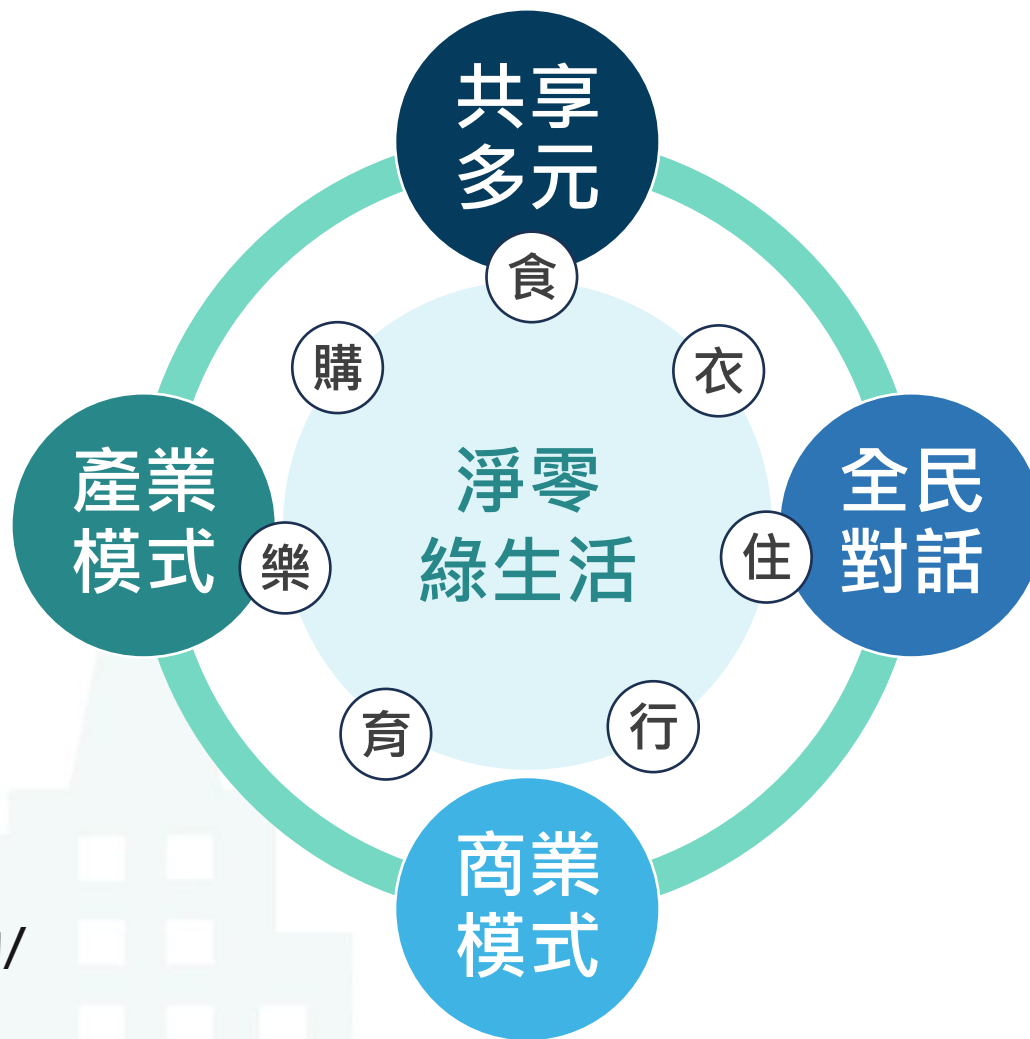 共享
多元
食
購
衣
產業
模式
淨零
綠生活
全民
對話
樂
住
育
行
商業
模式
/